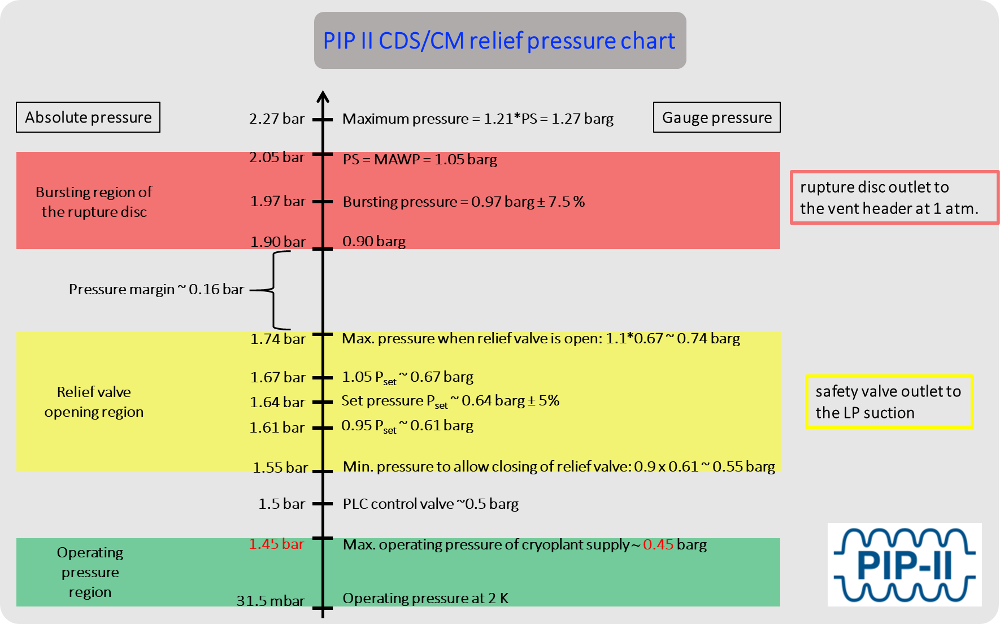 PIP II CDS/CM relief pressure chart
Absolute pressure
2.27 bar
Maximum pressure = 1.21*PS = 1.27 barg
Gauge pressure
2.05 bar
PS = MAWP = 1.05 barg
Bursting region of
the rupture disc
1.97 bar
Bursting pressure = 0.97 barg ± 7.5 %
rupture disc outlet to
the vent header at 1 atm.
1.90 bar
0.90 barg
Pressure margin ~ 0.16 bar
1.74 bar
Max. pressure when relief valve is open: 1.1*0.67 ~ 0.74 barg
1.67 bar
1.05 Pset ~ 0.67 barg
Relief valve
opening region
1.64 bar
Set pressure Pset ~ 0.64 barg ± 5%
safety valve outlet to
the LP suction
1.61 bar
0.95 Pset ~ 0.61 barg
1.55 bar
Min. pressure to allow closing of relief valve: 0.9 x 0.61 ~ 0.55 barg
1.5 bar
PLC control valve ~0.5 barg
1.45 bar
Max. operating pressure of cryoplant supply ~ 0.45 barg
Operating
pressure
region
31.5 mbar
Operating pressure at 2 K
PIP-II